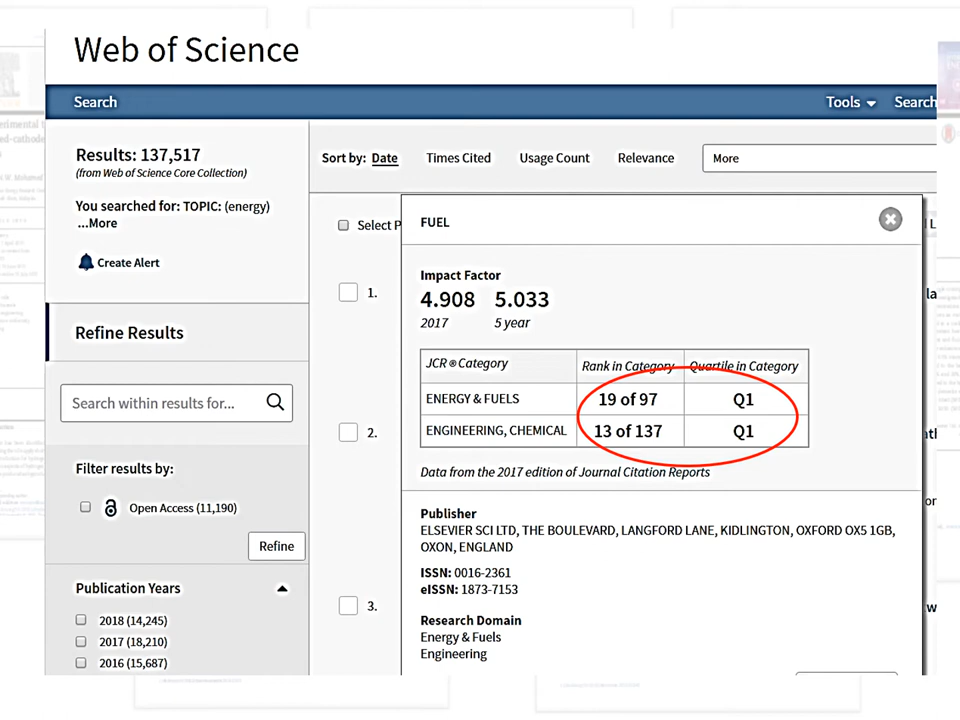 Web of Science
Search
Tools
Search
Results: 137,517
(from Web of Science Core Collection)
You searched for: TOPIC: (energy)
...More
Create Alert
Refine Results
Search within results for...
Filter results by:
Open Access (11,190)
Refine
Publication Years
2018 (14,245)
2017 (18,210)
2016 (15,687)
Sort by: Date Times Cited Usage Count Relevance More
Select P
1.
2.
3.
FUEL
Impact Factor
4.908 5.033
2017 5 year
JCR ® Category Rank in Category Quartile in Category
ENERGY & FUELS 19 of 97 Q1
ENGINEERING, CHEMICAL 13 of 137 Q1
Data from the 2017 edition of Journal Citation Reports
Publisher
ELSEVIER SCI LTD, THE BOULEVARD, LANGFORD LANE, KIDLINGTON, OXFORD OX5 1GB,
OXON, ENGLAND
ISSN: 0016-2361
eISSN: 1873-7153
Research Domain
Energy & Fuels
Engineering